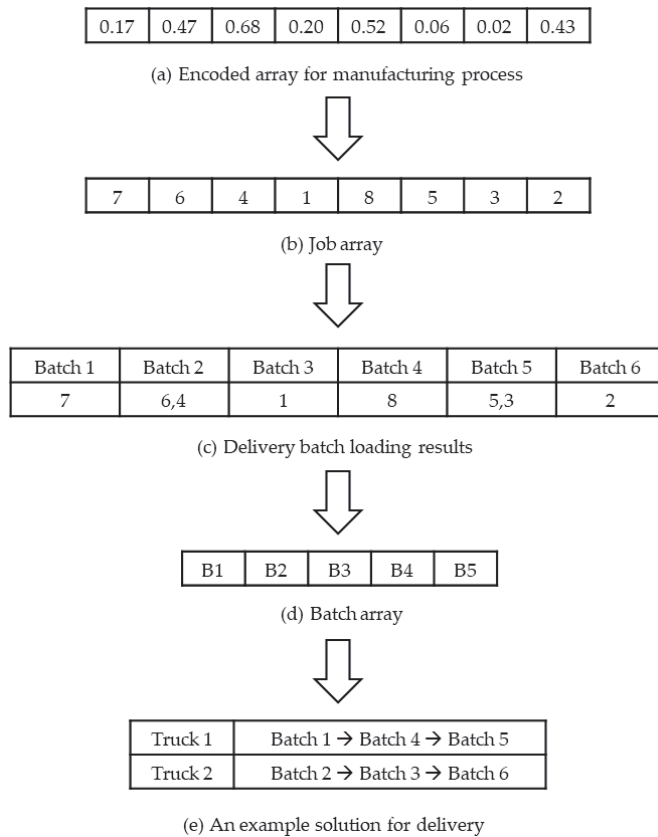 0.17 0.47 0.68 0.20 0.52 0.06 0.02 0.43
(a) Encoded array for manufacturing process
7 6 4 1 8 5 3 2
(b) Job array
Batch 1 Batch 2 Batch 3 Batch 4 Batch 5 Batch 6
7 6,4 1 8 5,3 2
(c) Delivery batch loading results
B1 B2 B3 B4 B5
(d) Batch array
Truck 1 Batch 1 → Batch 4 → Batch 5
Truck 2 Batch 2 → Batch 3 → Batch 6
(e) An example solution for delivery